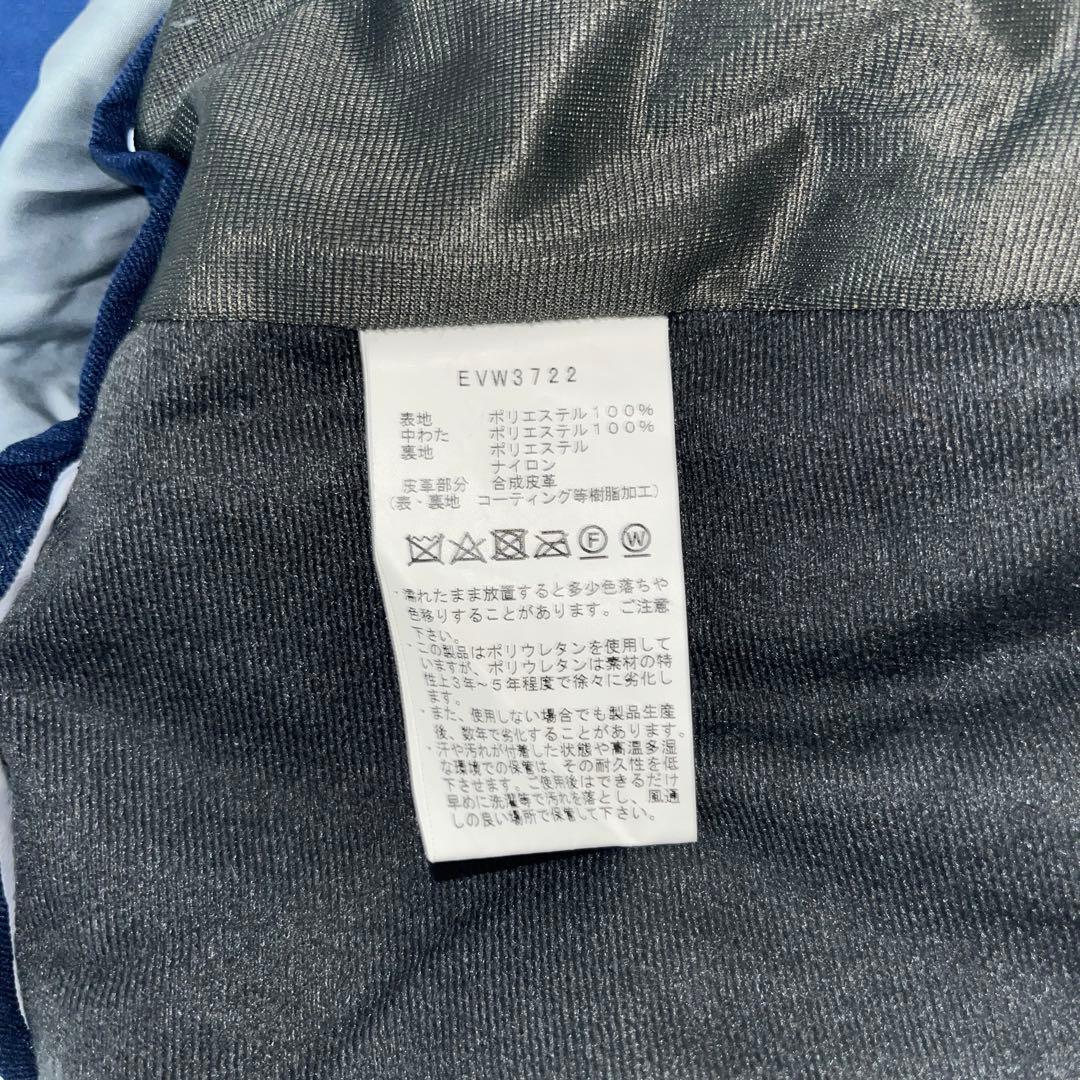 EVW3722
表地 ポリエステル100%
中わた ポリエステル100%
裏地 ポリエステル
ナイロン
皮革部分 合成皮革
(表・裏地 コーティング等樹脂加工)
F W
・濡れたまま放置すると多少色落ちや
色移りすることがあります。ご注意
下さい。
・この製品はポリウレタンを使用して
いますが、ポリウレタンは素材の特
性上3年~5年程度で徐々に劣化し
ます。
・また、使用しない場合でも製品生産
後、数年で劣化することがあります。
・汗や汚れが付着した状態や高温多湿
な環境での保管は、その耐久性を低
下させます。ご使用後はできるだけ
早めに洗濯等で汚れを落とし、風通
しの良い場所で保管して下さい。